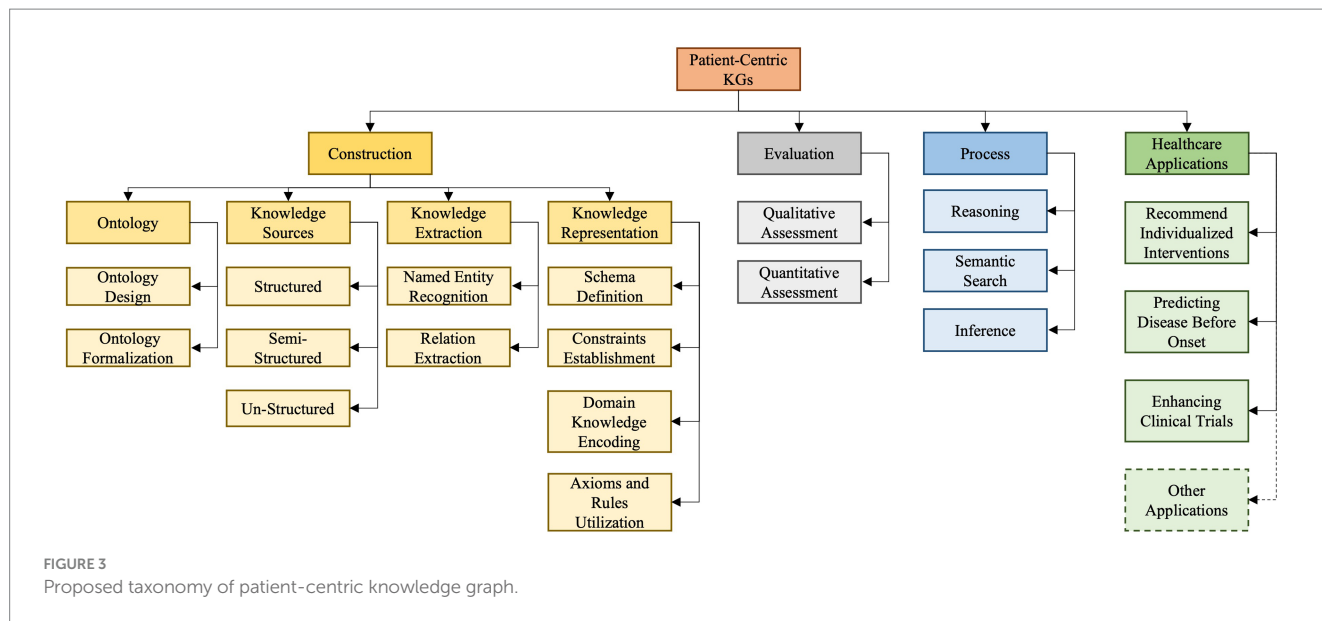 Patient-Centric
KGs
Construction
Evaluation
Process
Healthcare
Applications
Ontology
Knowledge
Sources
Knowledge
Extraction
Knowledge
Representation
Ontology
Design
Ontology
Formalization
Structured
Semi-
Structured
Un-Structured
Named Entity
Recognition
Relation
Extraction
Schema
Definition
Constraints
Establishment
Domain
Knowledge
Encoding
Axioms and
Rules
Utilization
Qualitative
Assessment
Quantitative
Assessment
Reasoning
Semantic
Search
Inference
Recommend
Individualized
Interventions
Predicting
Disease Before
Onset
Enhancing
Clinical Trials
Other
Applications
FIGURE 3
Proposed taxonomy of patient-centric knowledge graph.